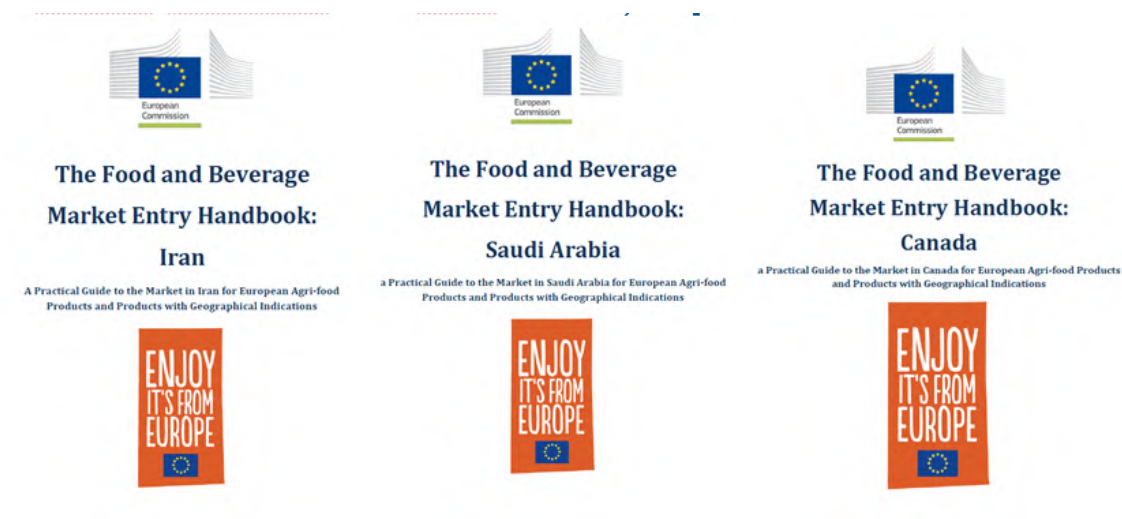 European
Commission
The Food and Beverage
Market Entry Handbook:
Iran
A Practical Guide to the Market in Iran for European Agri-food
Products and Products with Geographical Indications
ENJOY
IT'S FROM
EUROPE
European
Commission
The Food and Beverage
Market Entry Handbook:
Saudi Arabia
a Practical Guide to the Market in Saudi Arabia for European Agri-food
Products and Products with Geographical Indications
ENJOY
IT'S FROM
EUROPE
European
Commission
The Food and Beverage
Market Entry Handbook:
Canada
a Practical Guide to the Market in Canada for European Agri-food Products
and Products with Geographical Indications
ENJOY
IT'S FROM
EUROPE